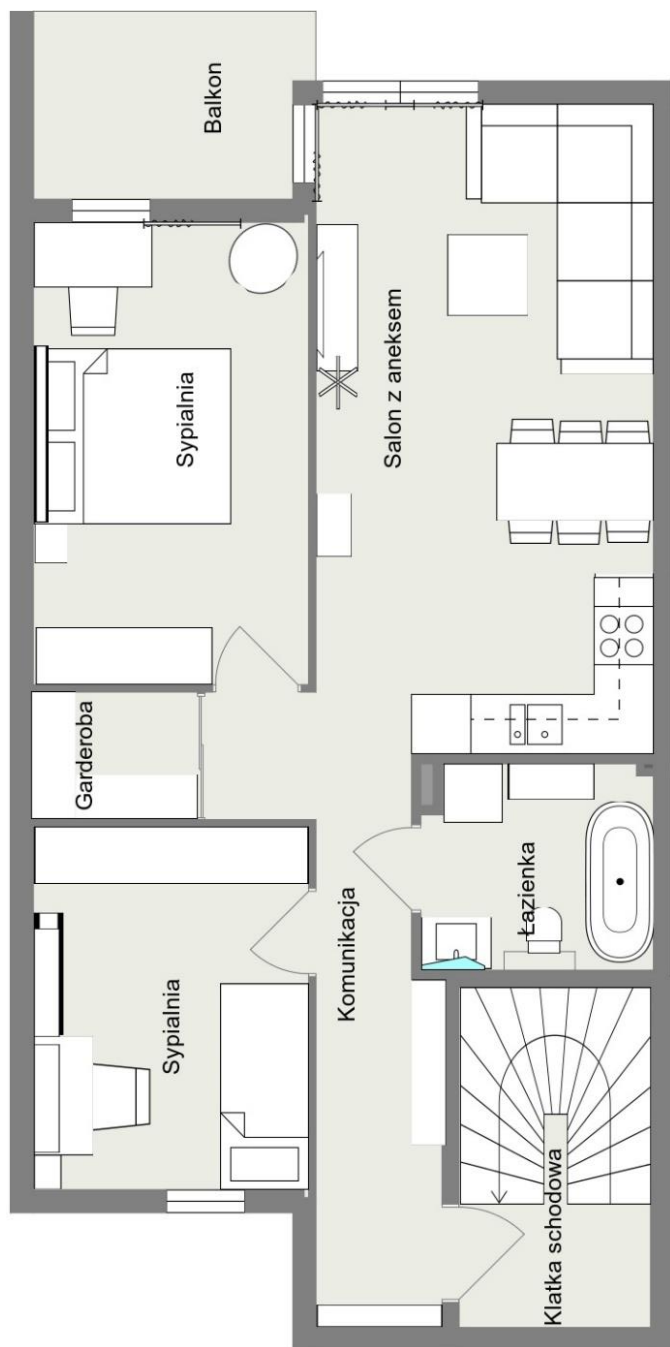 Balkon
Sypialnia
Salon z aneksem
Garderoba
Sypialnia
Komunikacja
Łazienka
Klatka schodowa